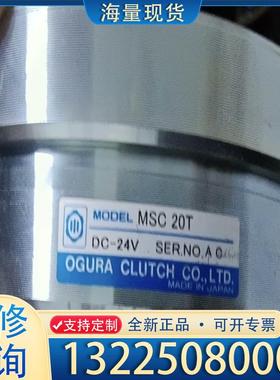 海量现货
MODEL MSC 20T
DC-24V SER.NO.
OGURA CLUTCH CO., LTD.
MADE IN JAPAN
修
询
支持定制 全新正品 可开专票
13225080000